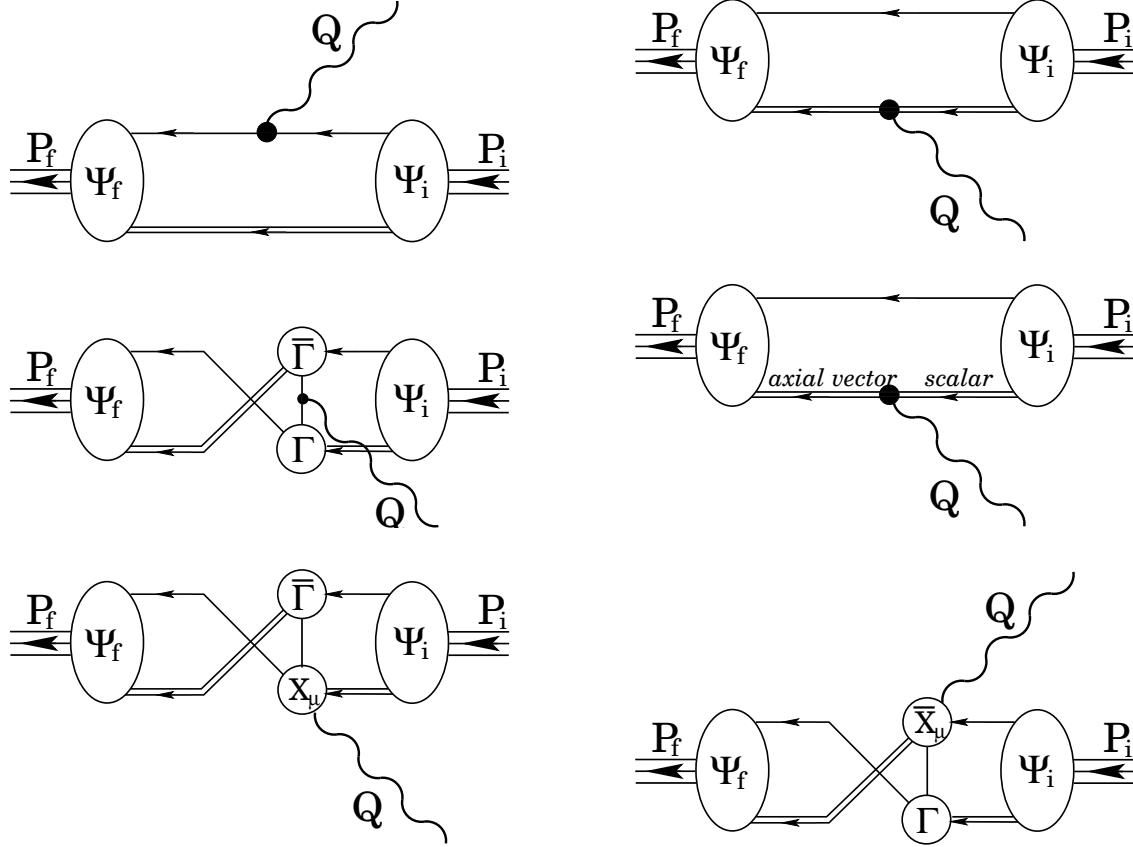 Q
P_f Ψ_f Ψ_i P_i
P_f Ψ_f Ψ_i P_i
Q
P_f Ψ_f Γ̅ Γ Ψ_i P_i
Q
P_f Ψ_f axial vector scalar Ψ_i P_i
Q
P_f Ψ_f Γ̅ X_μ Ψ_i P_i
Q
Q
P_f Ψ_f X̅_μ Γ Ψ_i P_i